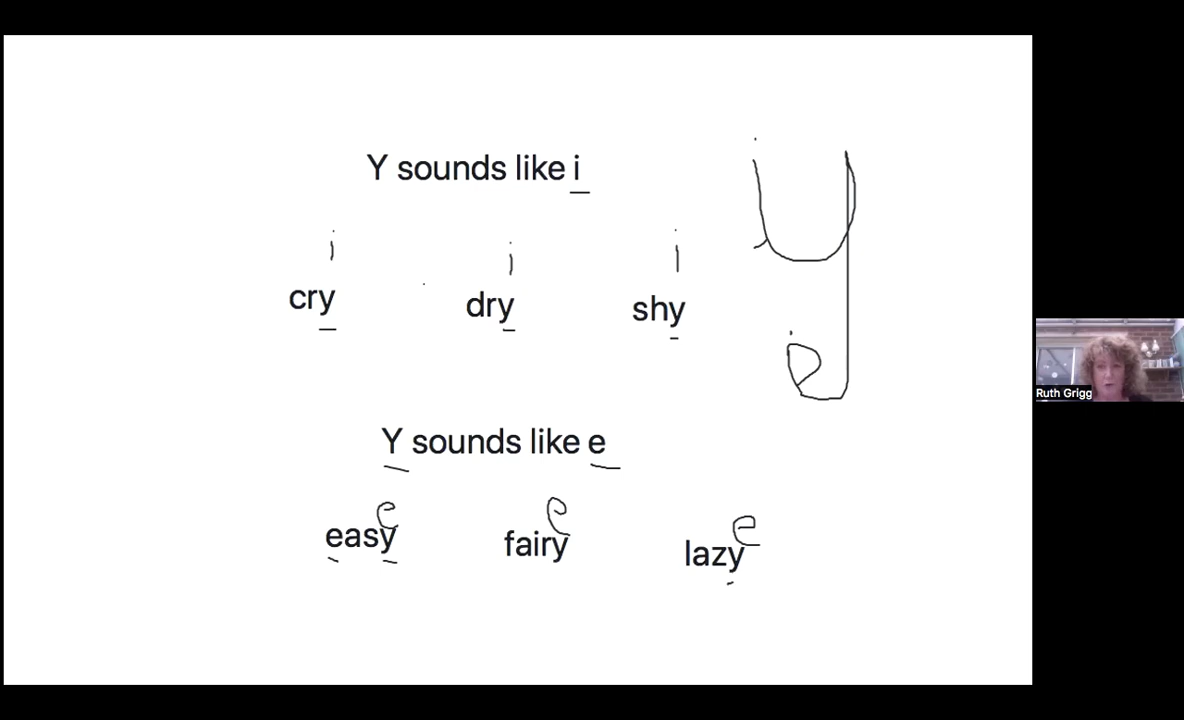 Y sounds like i
i i i y
cry dry shy
e
Y sounds like e
e e e
easy fairy lazy
Ruth Grigg